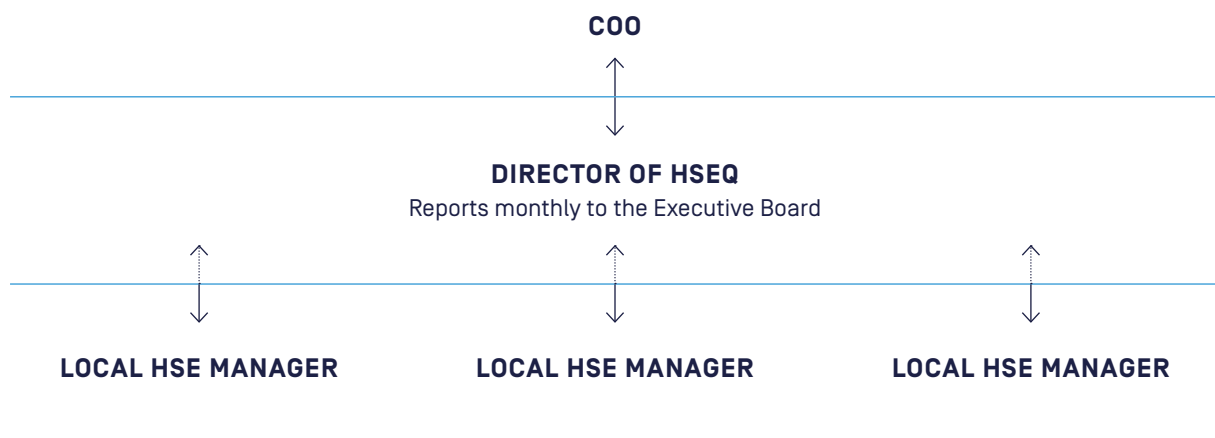 COO
DIRECTOR OF HSEQ
Reports monthly to the Executive Board
LOCAL HSE MANAGER
LOCAL HSE MANAGER
LOCAL HSE MANAGER